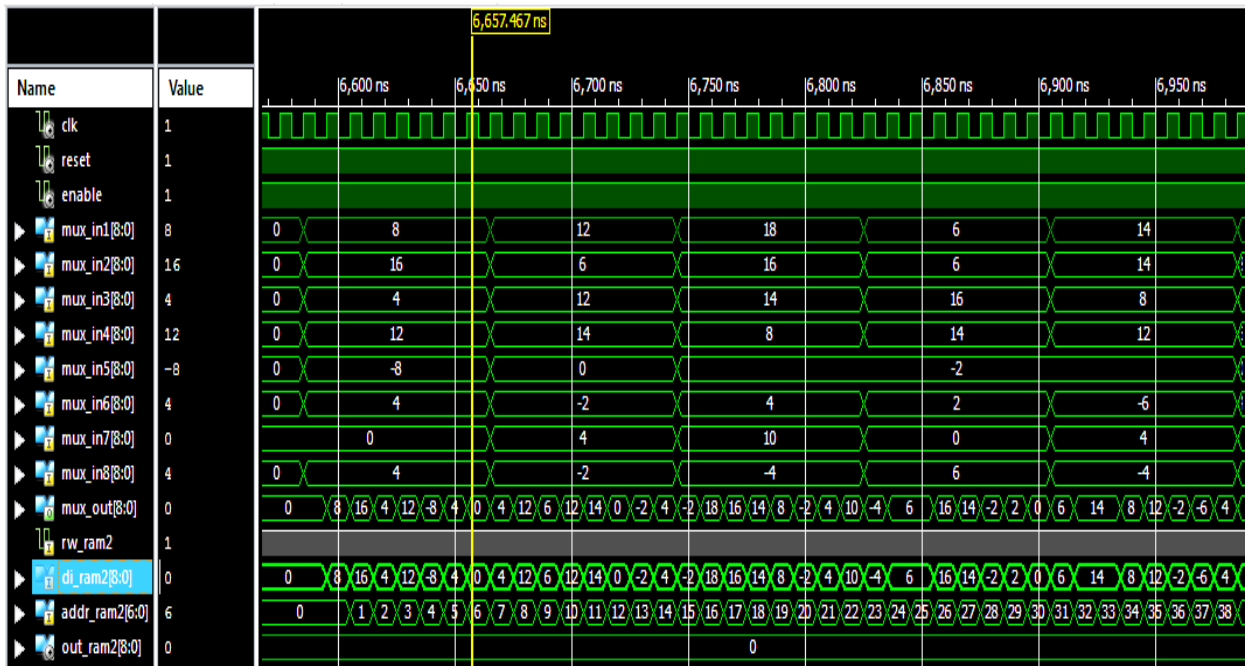 6,657.467 ns
Name Value 6,600 ns 6,650 ns 6,700 ns 6,750 ns 6,800 ns 6,850 ns 6,900 ns 6,950 ns
clk 1
reset 1
enable 1
mux_in1[8:0] 8 0 8 12 18 6 14
mux_in2[8:0] 16 0 16 6 16 6 14
mux_in3[8:0] 4 0 4 12 14 16 8
mux_in4[8:0] 12 0 12 14 8 14 12
mux_in5[8:0] -8 0 -8 0 -2
mux_in6[8:0] 4 0 4 -2 4 2 -6
mux_in7[8:0] 0 0 4 10 0 4
mux_in8[8:0] 4 0 4 -2 -4 6 -4
mux_out[8:0] 0 0 8 16 4 12 -8 4 0 4 12 6 12 14 0 -2 4 -2 18 16 14 8 -2 4 10 -4 6 16 14 -2 2 0 6 14 8 12 -2 -6 4
rw_ram2 1
di_ram2[8:0] 0 0 8 16 4 12 -8 4 0 4 12 6 12 14 0 -2 4 -2 18 16 14 8 -2 4 10 -4 6 16 14 -2 2 0 6 14 8 12 -2 -6 4
addr_ram2[6:0] 6 0 1 2 3 4 5 6 7 8 9 10 11 12 13 14 15 16 17 18 19 20 21 22 23 24 25 26 27 28 29 30 31 32 33 34 35 36 37 38
out_ram2[8:0] 0 0